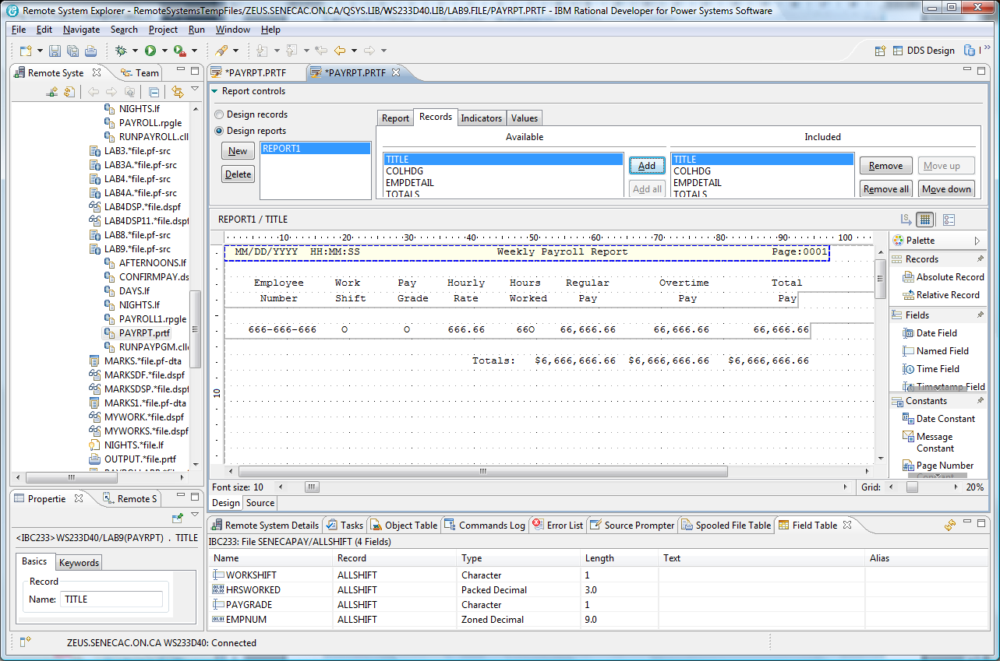 Remote System Explorer - RemoteSystemsTempFiles/ZEUS.SENECAC.ON.CA/QSYS.LIB/WS233D40.LIB/LAB9.FILE/PAYRPT.PRTF - IBM Rational Developer for Power Systems Software
File Edit Navigate Search Project Run Window Help
DDS Design
Remote Syste Team
NIGHTS.lf
PAYROLL.rpgle
RUNPAYROLL.cll
LAB3.*file.pf-src
LAB3A.*file.pf-src
LAB4.*file.pf-src
LAB4A.*file.pf-src
LAB4DSP.*file.dspf
LAB4DSP11.*file.dspf
LAB8.*file.pf-src
LAB9.*file.pf-src
AFTERNOONS.lf
CONFIRMPAY.ds
DAYS.lf
NIGHTS.lf
PAYROLL1.rpgle
PAYRPT.prtf
RUNPAYPGM.clle
MARKS.*file.pf-dta
MARKSDF.*file.dspf
MARKSDSP.*file.dspf
MARKS1.*file.pf-dta
MYWORK.*file.dspf
MYWORKS.*file.dspf
NIGHTS.*file.lf
OUTPUT.*file.prtf
*PAYRPT.PRTF *PAYRPT.PRTF
Report controls
Design records
Design reports
New
Delete
REPORT1
Report Records Indicators Values
Available Included
TITLE
COLHDG
EMPDETAIL
TOTALS
Add
Add all
TITLE
COLHDG
EMPDETAIL
TOTALS
Remove Move up
Remove all Move down
REPORT1 / TITLE
10 20 30 40 50 60 70 80 90 100
MM/DD/YYYY HH:MM:SS Weekly Payroll Report Page:0001
Employee Work Pay Hourly Hours Regular Overtime Total
Number Shift Grade Rate Worked Pay Pay Pay
666-666-666 O O 666.66 66O 66,666.66 66,666.66 66,666.66
Totals: $6,666,666.66 $6,666,666.66 $6,666,666.66
10
Palette
Records
Absolute Record
Relative Record
Fields
Date Field
Named Field
Time Field
Timestamp Field
Constants
Date Constant
Message
Constant
Page Number
Constant
Font size: 10 Grid: 20%
Design Source
Propertie Remote S
<IBC233>WS233D40/LAB9(PAYRPT) . TITLE
Basics Keywords
Record
Name: TITLE
Remote System Details Tasks Object Table Commands Log Error List Source Prompter Spooled File Table Field Table
IBC233: File SENECAPAY/ALLSHIFT (4 Fields)
Name Record Type Length Text Alias
WORKSHIFT ALLSHIFT Character 1
HRSWORKED ALLSHIFT Packed Decimal 3.0
PAYGRADE ALLSHIFT Character 1
EMPNUM ALLSHIFT Zoned Decimal 9.0
ZEUS.SENECAC.ON.CA WS233D40: Connected